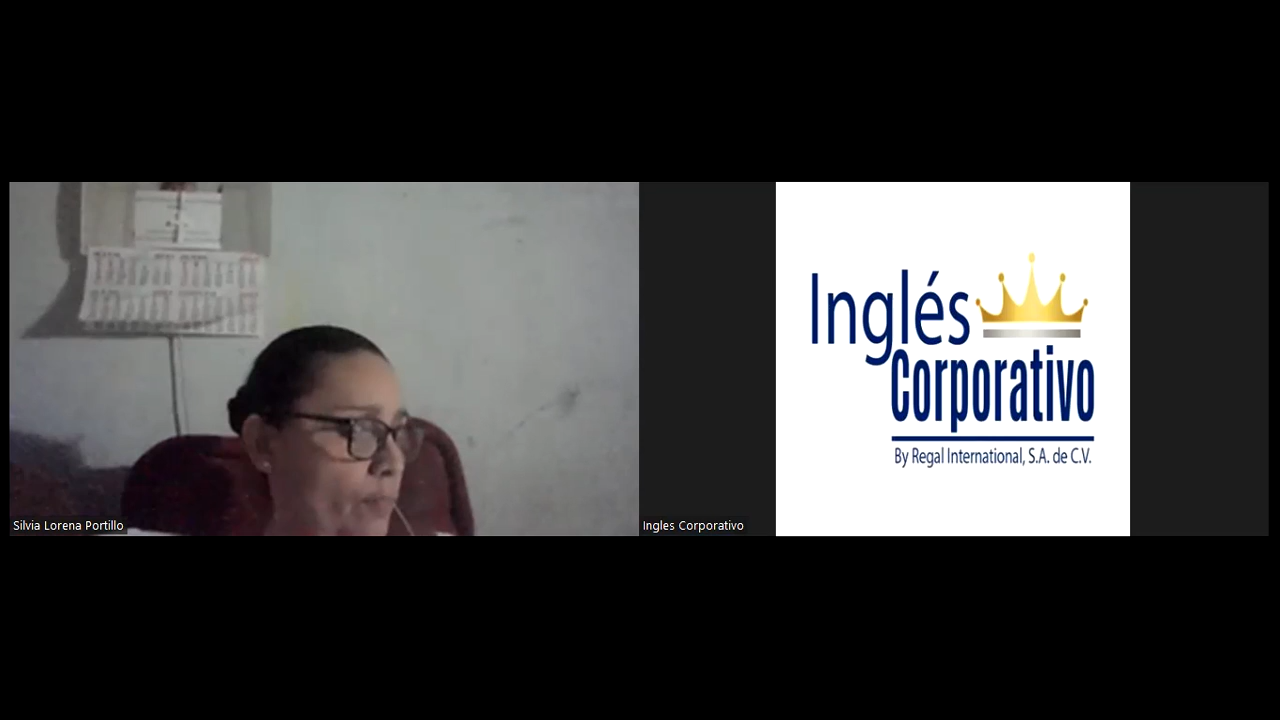 Inglés
Corporativo
By Regal International, S.A. de C.V.
Silvia Lorena Portillo
Ingles Corporativo